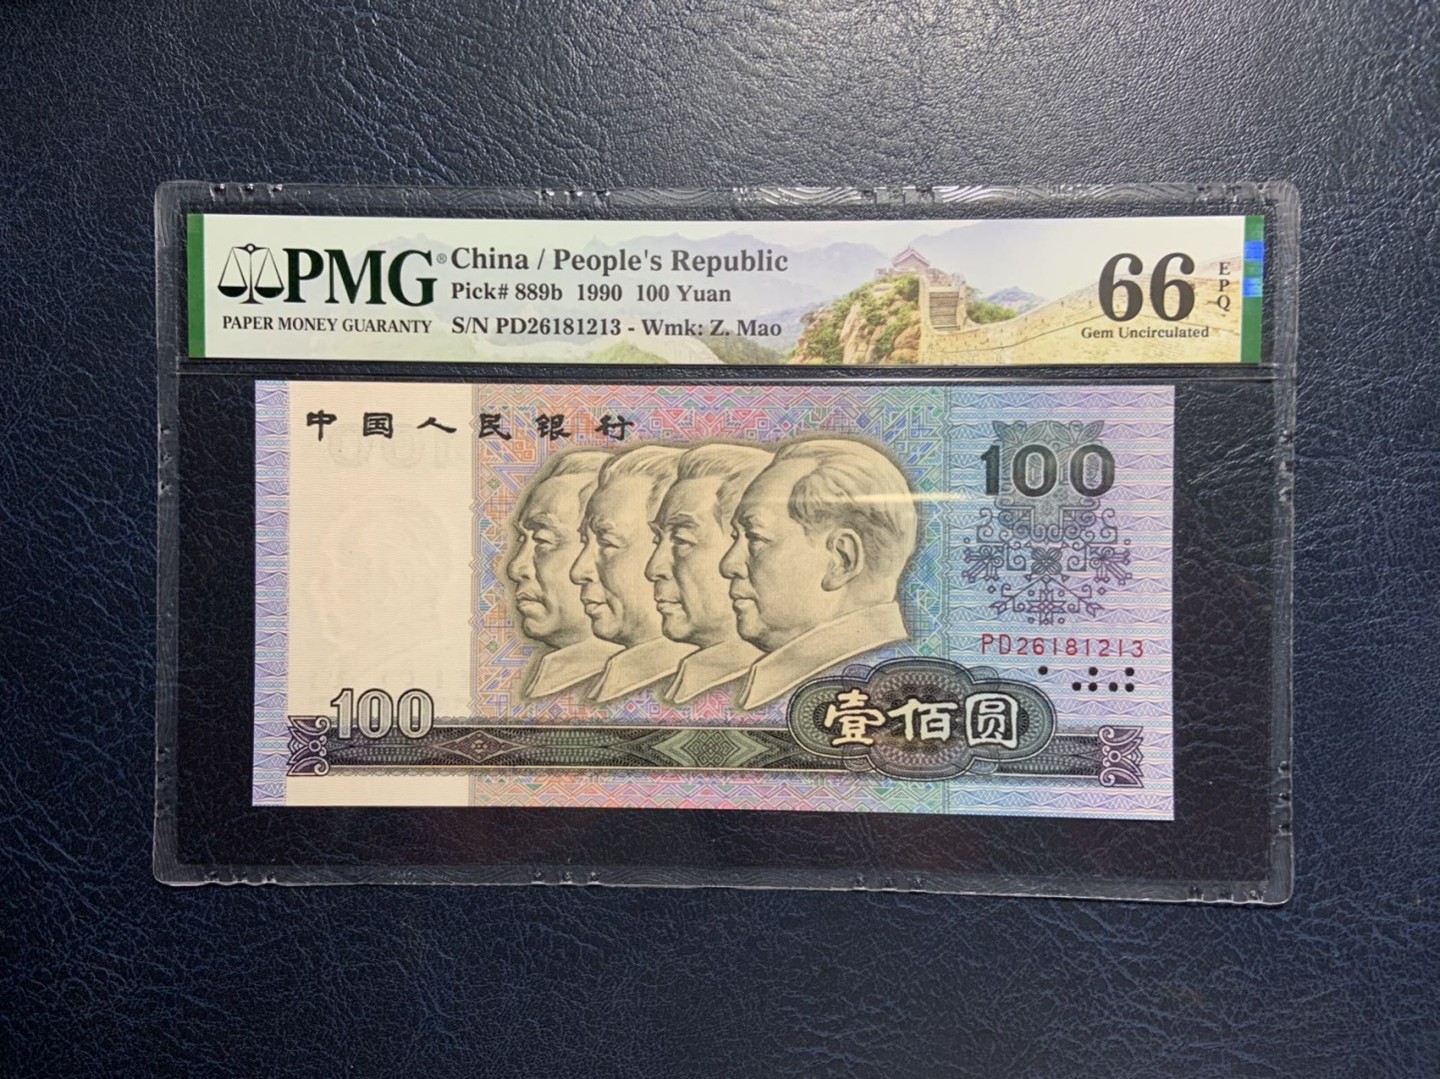 PMG®
PAPER MONEY GUARANTY
China / People's Republic
Pick# 889b 1990 100 Yuan
S/N PD26181213 - Wmk: Z. Mao
66
EPQ
Gem Uncirculated
中国人民银行
100
PD26181213
100
壹佰圆